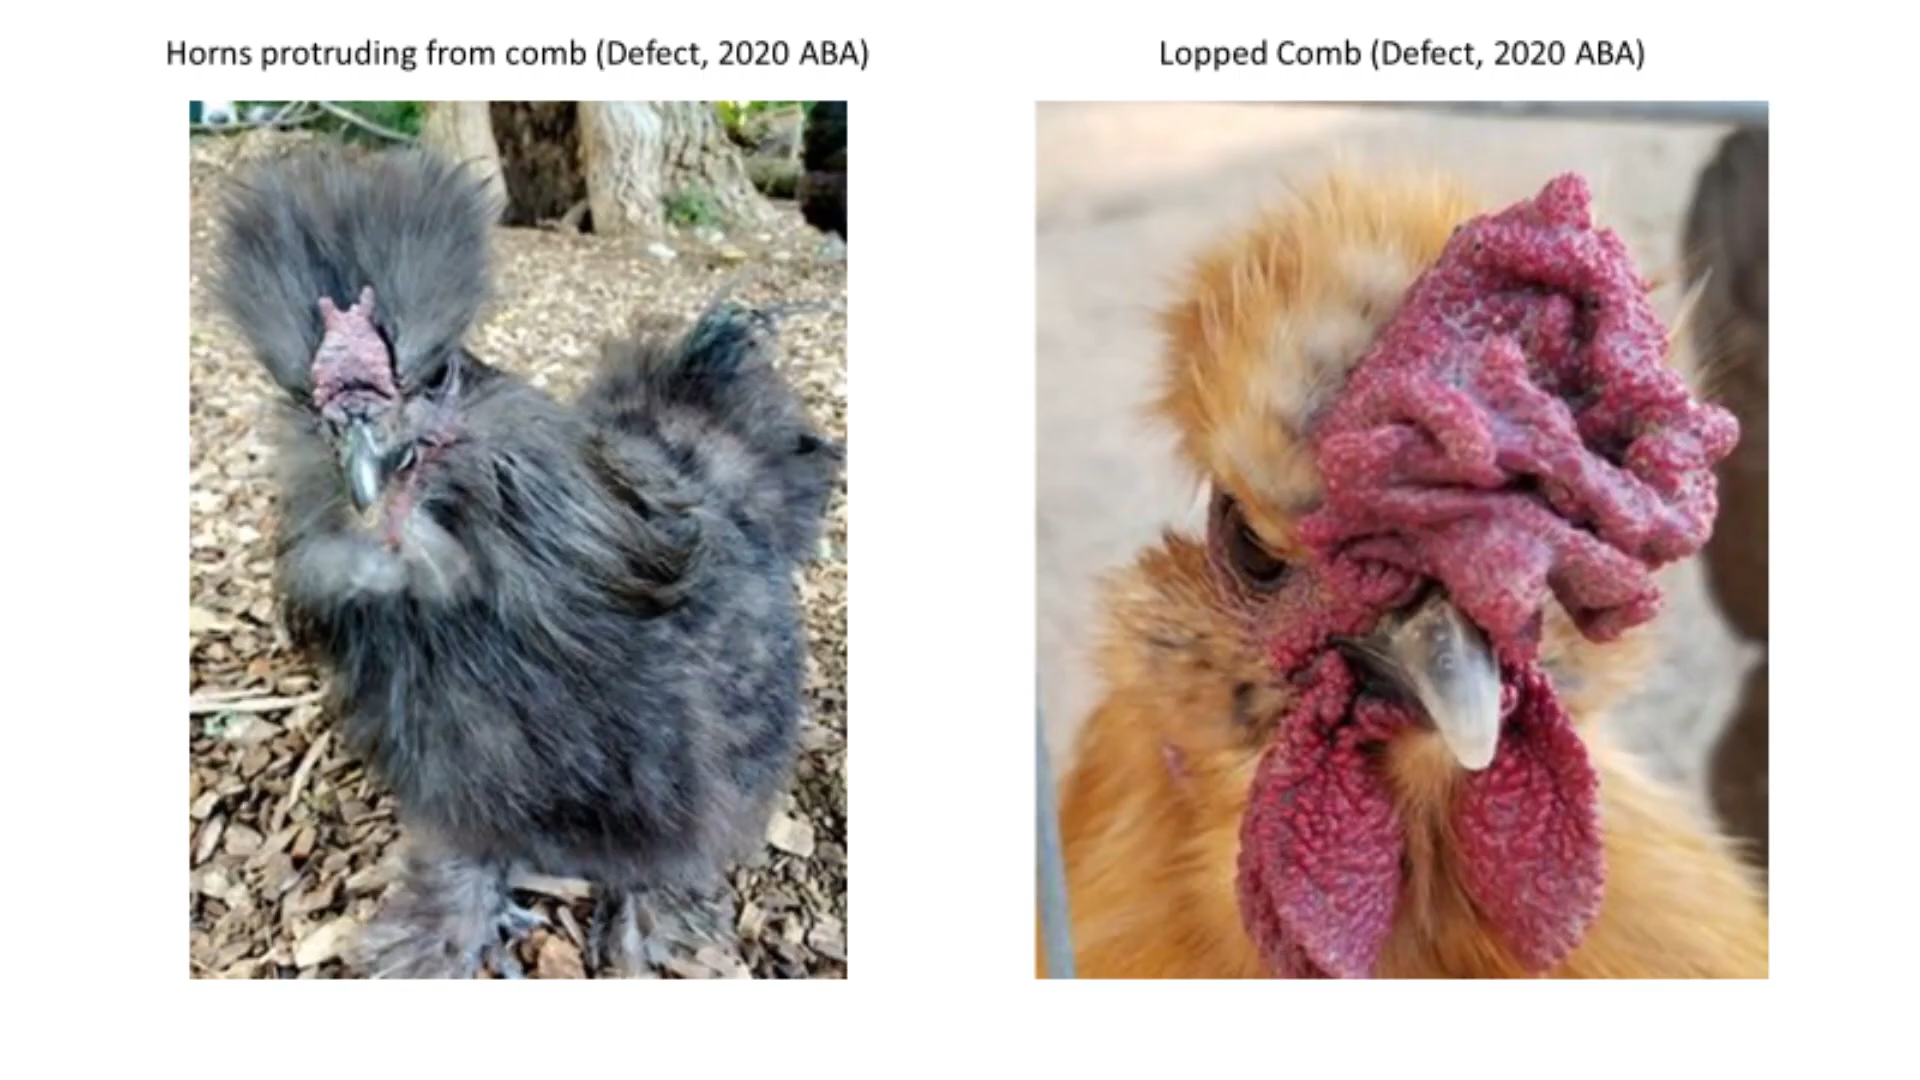 Horns protruding from comb (Defect, 2020 ABA)
Lopped Comb (Defect, 2020 ABA)